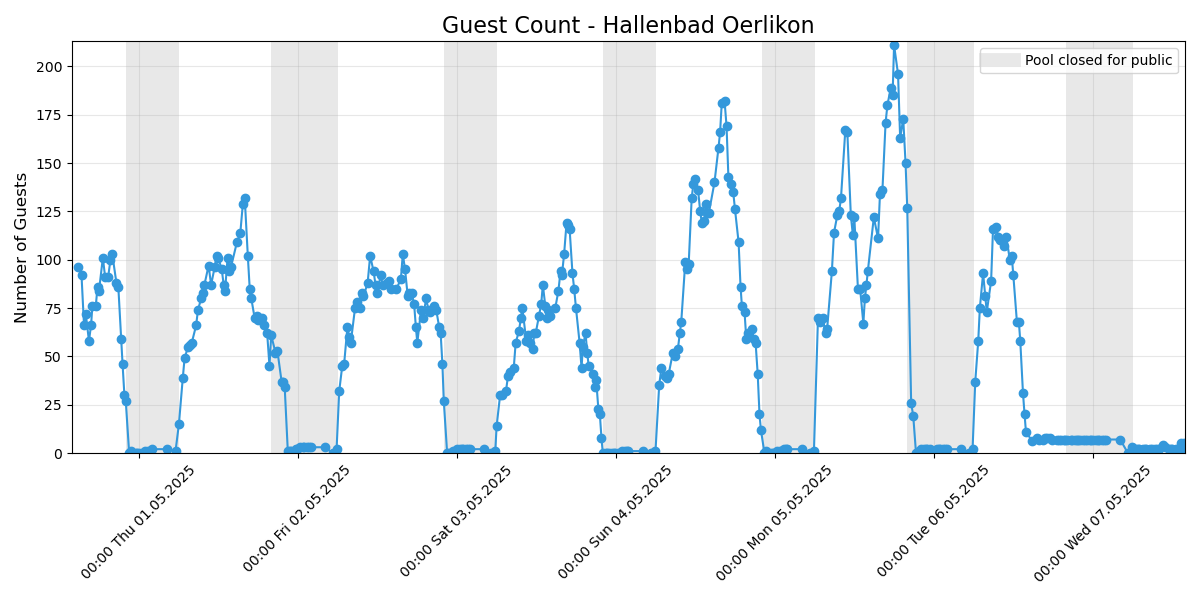 Guest Count - Hallenbad Oerlikon
Pool closed for public
Number of Guests
200
175
150
125
100
75
50
25
0
00:00 Thu 01.05.2025
00:00 Fri 02.05.2025
00:00 Sat 03.05.2025
00:00 Sun 04.05.2025
00:00 Mon 05.05.2025
00:00 Tue 06.05.2025
00:00 Wed 07.05.2025